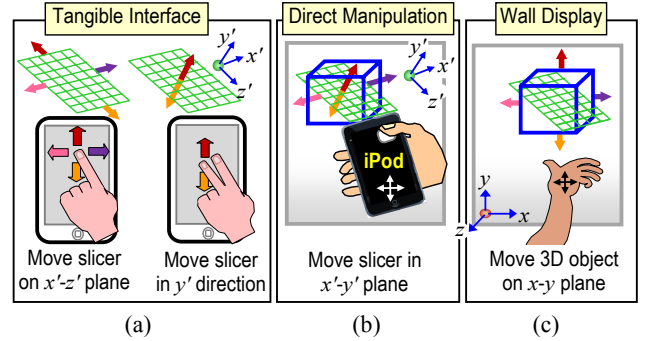 Tangible Interface
y′
x′
z′
Move slicer
on x′-z′ plane
Move slicer
in y′ direction
(a)
Direct Manipulation
y′
x′
z′
iPod
Move slicer in
x′-y′ plane
(b)
Wall Display
y
x
z
Move 3D object
on x-y plane
(c)